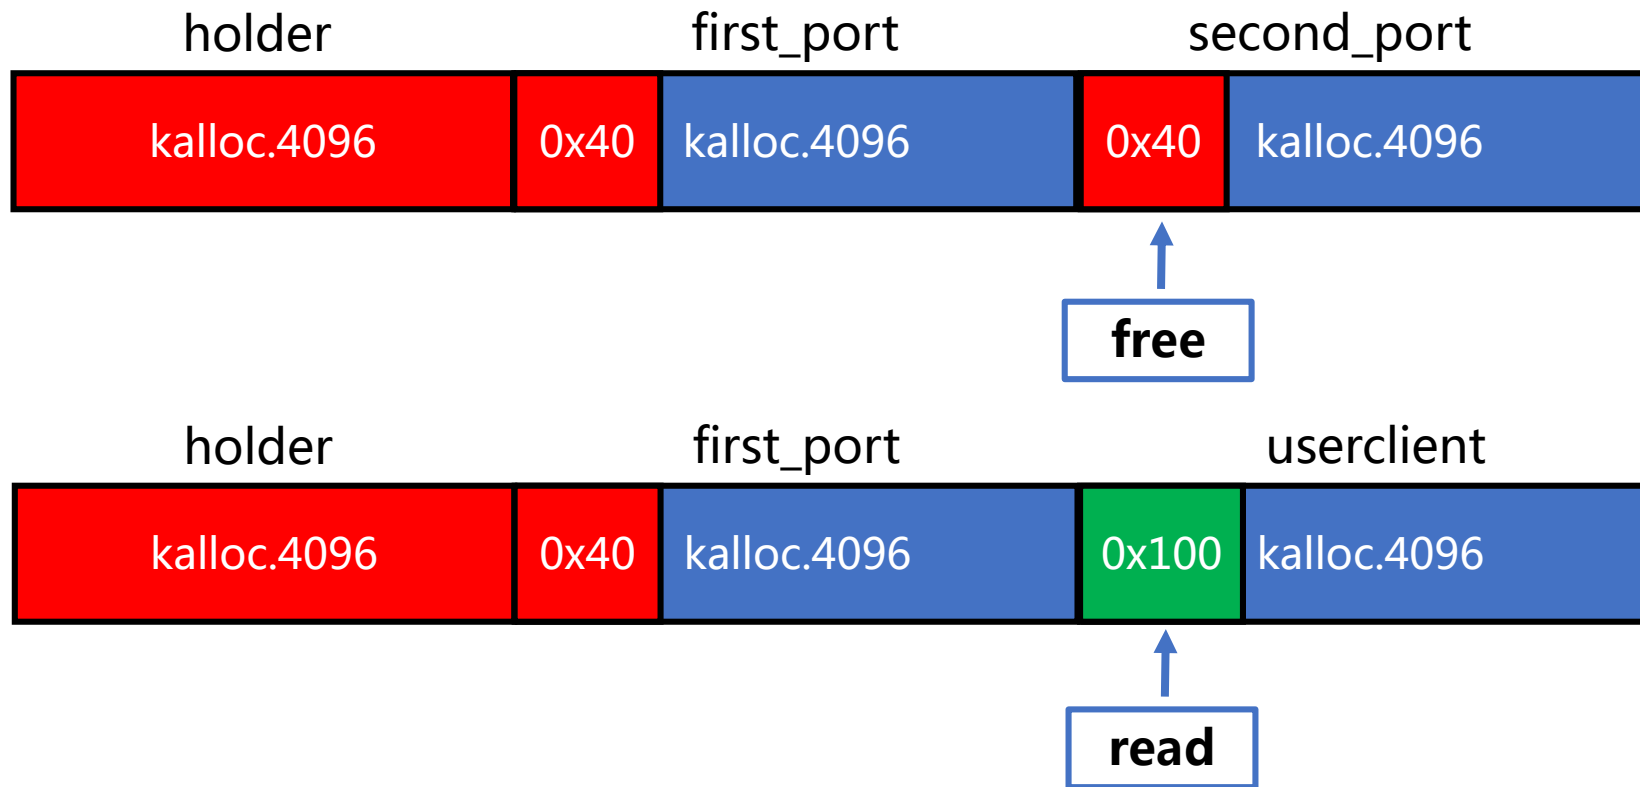 holder first_port second_port
kalloc.4096 0x40 kalloc.4096 0x40 kalloc.4096
free
holder first_port userclient
kalloc.4096 0x40 kalloc.4096 0x100 kalloc.4096
read